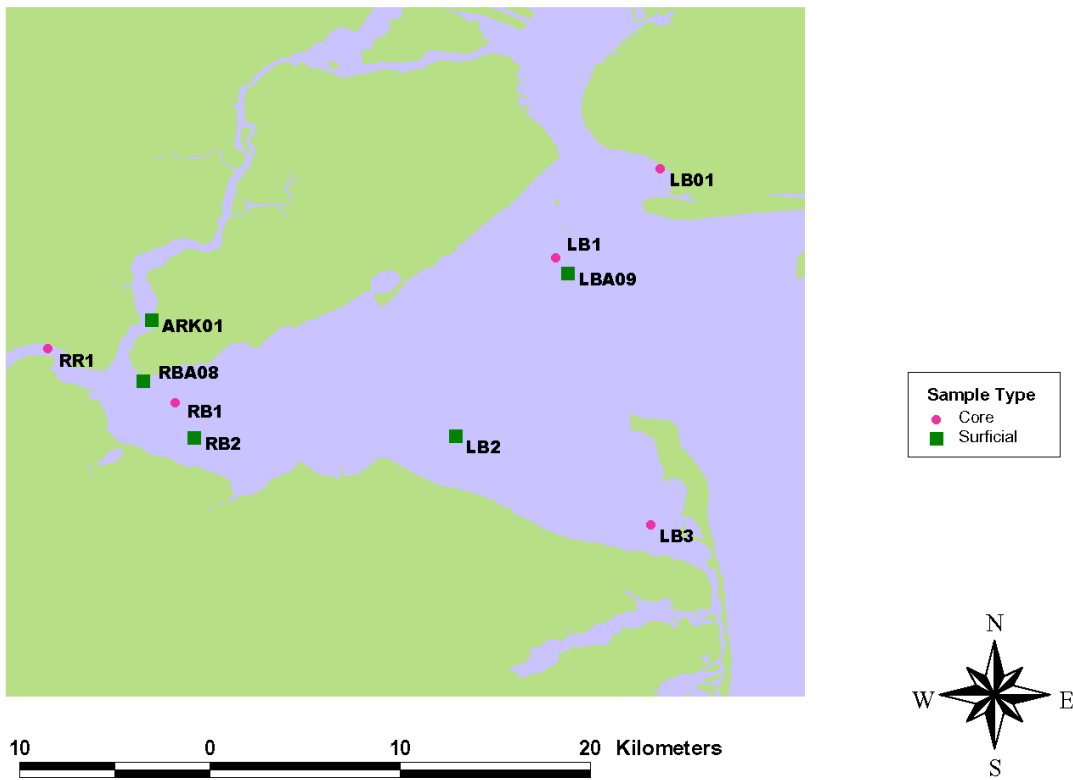 LB01
LB1
LBA09
ARK01
RR1
RBA08
RB1
RB2
LB2
LB3
Sample Type
Core
Surficial
N
W E
S
10 0 10 20 Kilometers